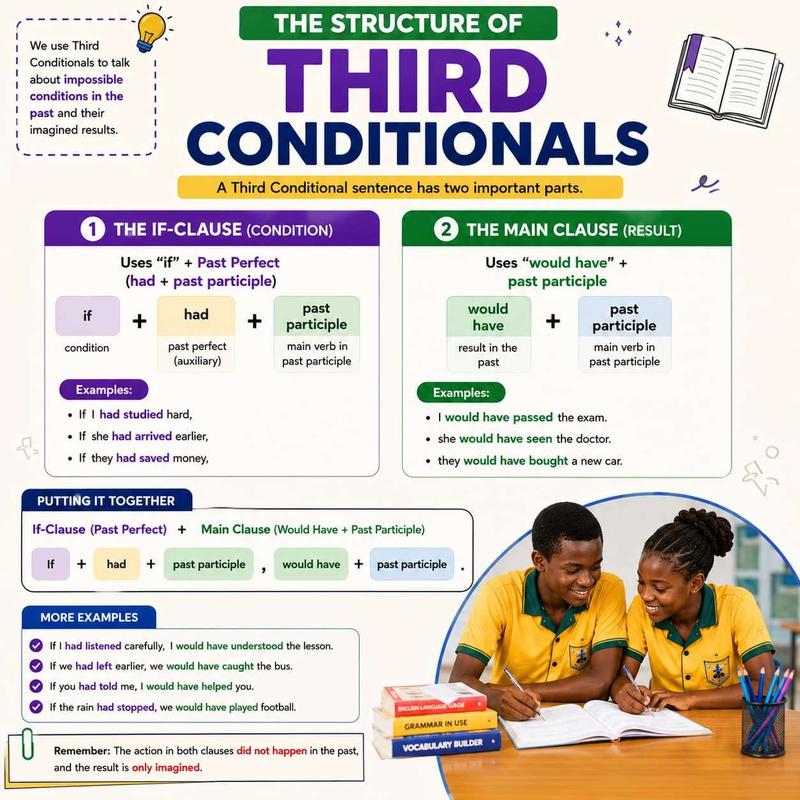 We use Third
Conditionals to talk
about impossible
conditions in the
past and their
imagined results.
THE STRUCTURE OF
THIRD
CONDITIONALS
A Third Conditional sentence has two important parts.
1 THE IF-CLAUSE (CONDITION)
Uses “if” + Past Perfect
(had + past participle)
if + had + past participle
condition
past perfect (auxiliary)
main verb in past participle
Examples:
• If I had studied hard,
• If she had arrived earlier,
• If they had saved money,
2 THE MAIN CLAUSE (RESULT)
Uses “would have” +
past participle
would have + past participle
result in the past
main verb in past participle
Examples:
• I would have passed the exam.
• she would have seen the doctor.
• they would have bought a new car.
PUTTING IT TOGETHER
If-Clause (Past Perfect) + Main Clause (Would Have + Past Participle)
If + had + past participle , would have + past participle .
MORE EXAMPLES
If I had listened carefully, I would have understood the lesson.
If we had left earlier, we would have caught the bus.
If you had told me, I would have helped you.
If the rain had stopped, we would have played football.
Remember: The action in both clauses did not happen in the past,
and the result is only imagined.
ENGLISH LANGUAGE
GRAMMAR IN USE
VOCABULARY BUILDER